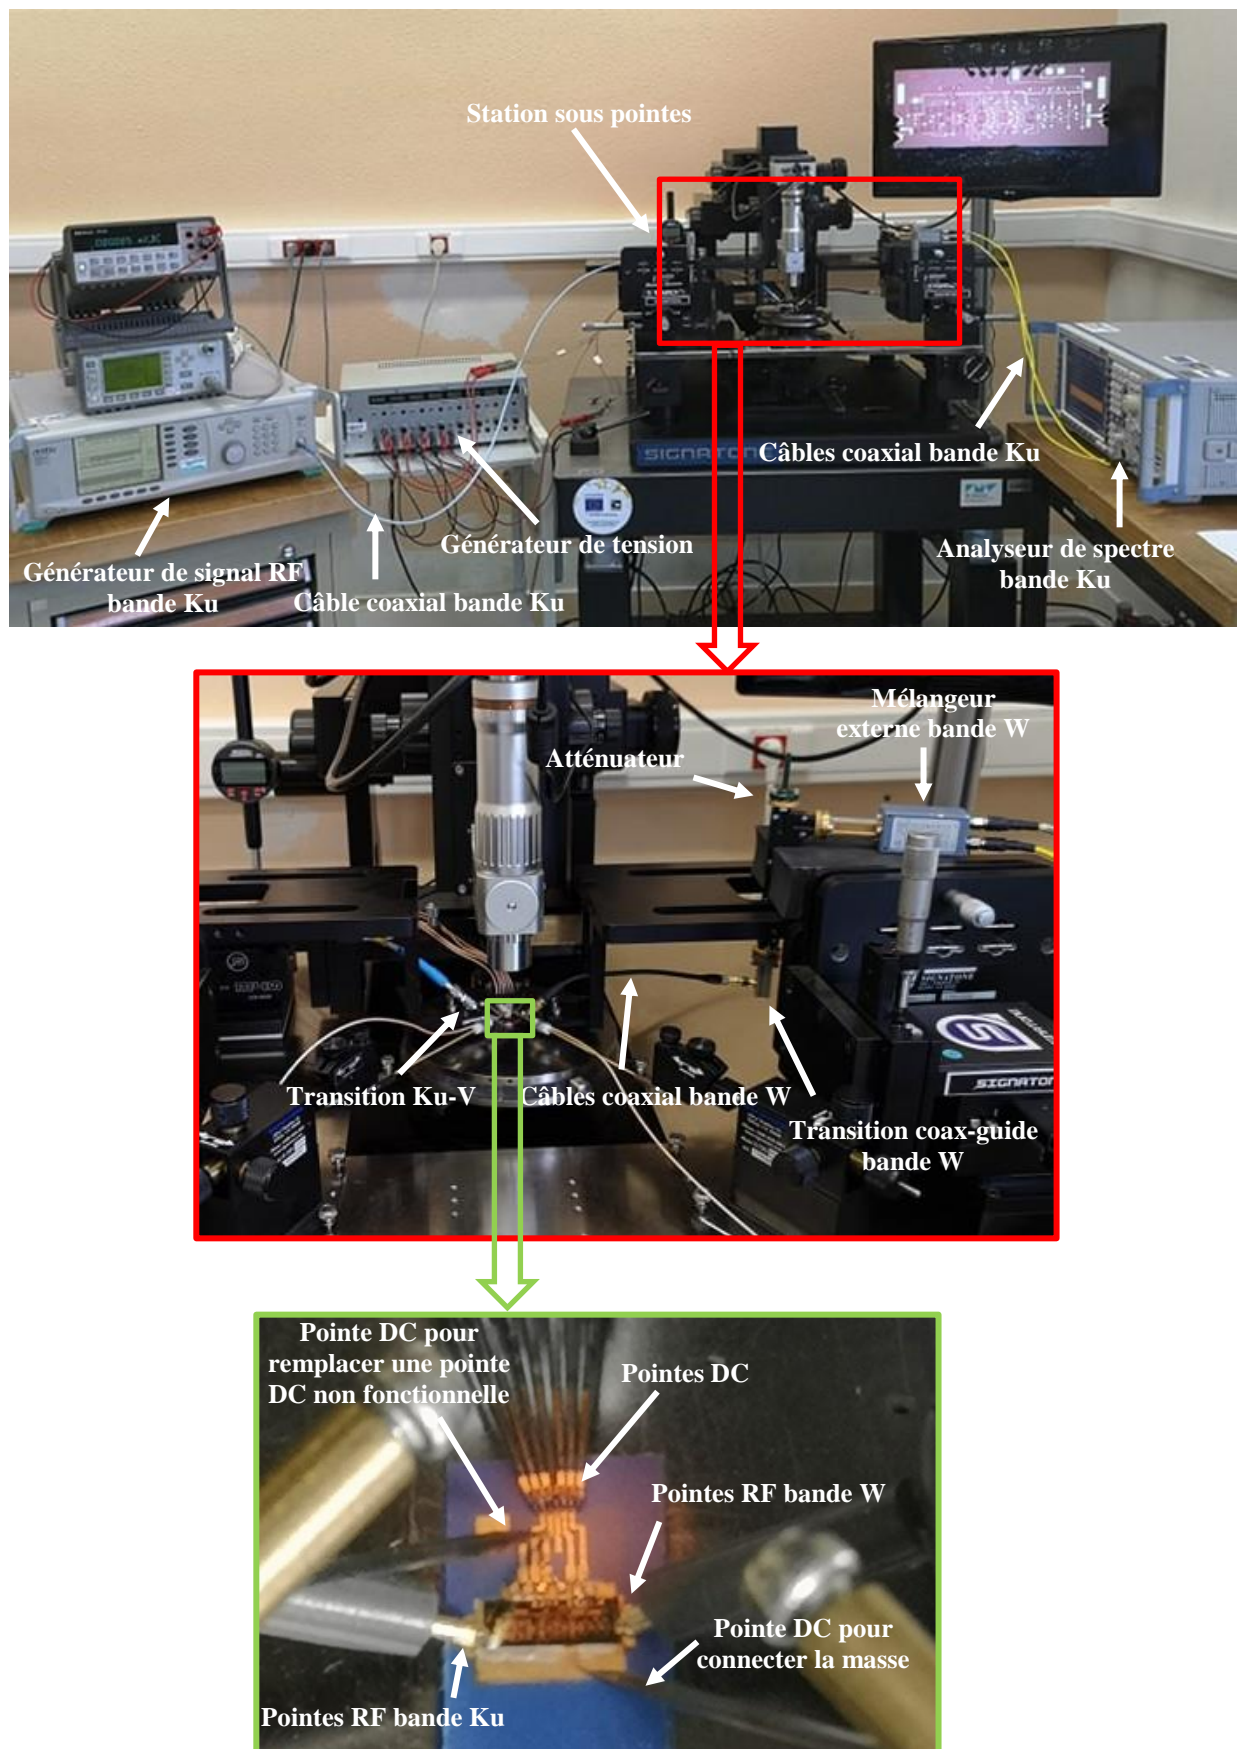 Station sous pointes
SIGNATONE
Câbles coaxial bande Ku
Générateur de tension
Analyseur de spectre
bande Ku
Générateur de signal RF
bande Ku
Câble coaxial bande Ku
Mélangeur
externe bande W
Atténuateur
SIGNATONE
SIGNATON
Transition Ku-V
Câbles coaxial bande W
Transition coax-guide
bande W
Pointe DC pour
remplacer une pointe
DC non fonctionnelle
Pointes DC
Pointes RF bande W
Pointe DC pour
connecter la masse
Pointes RF bande Ku